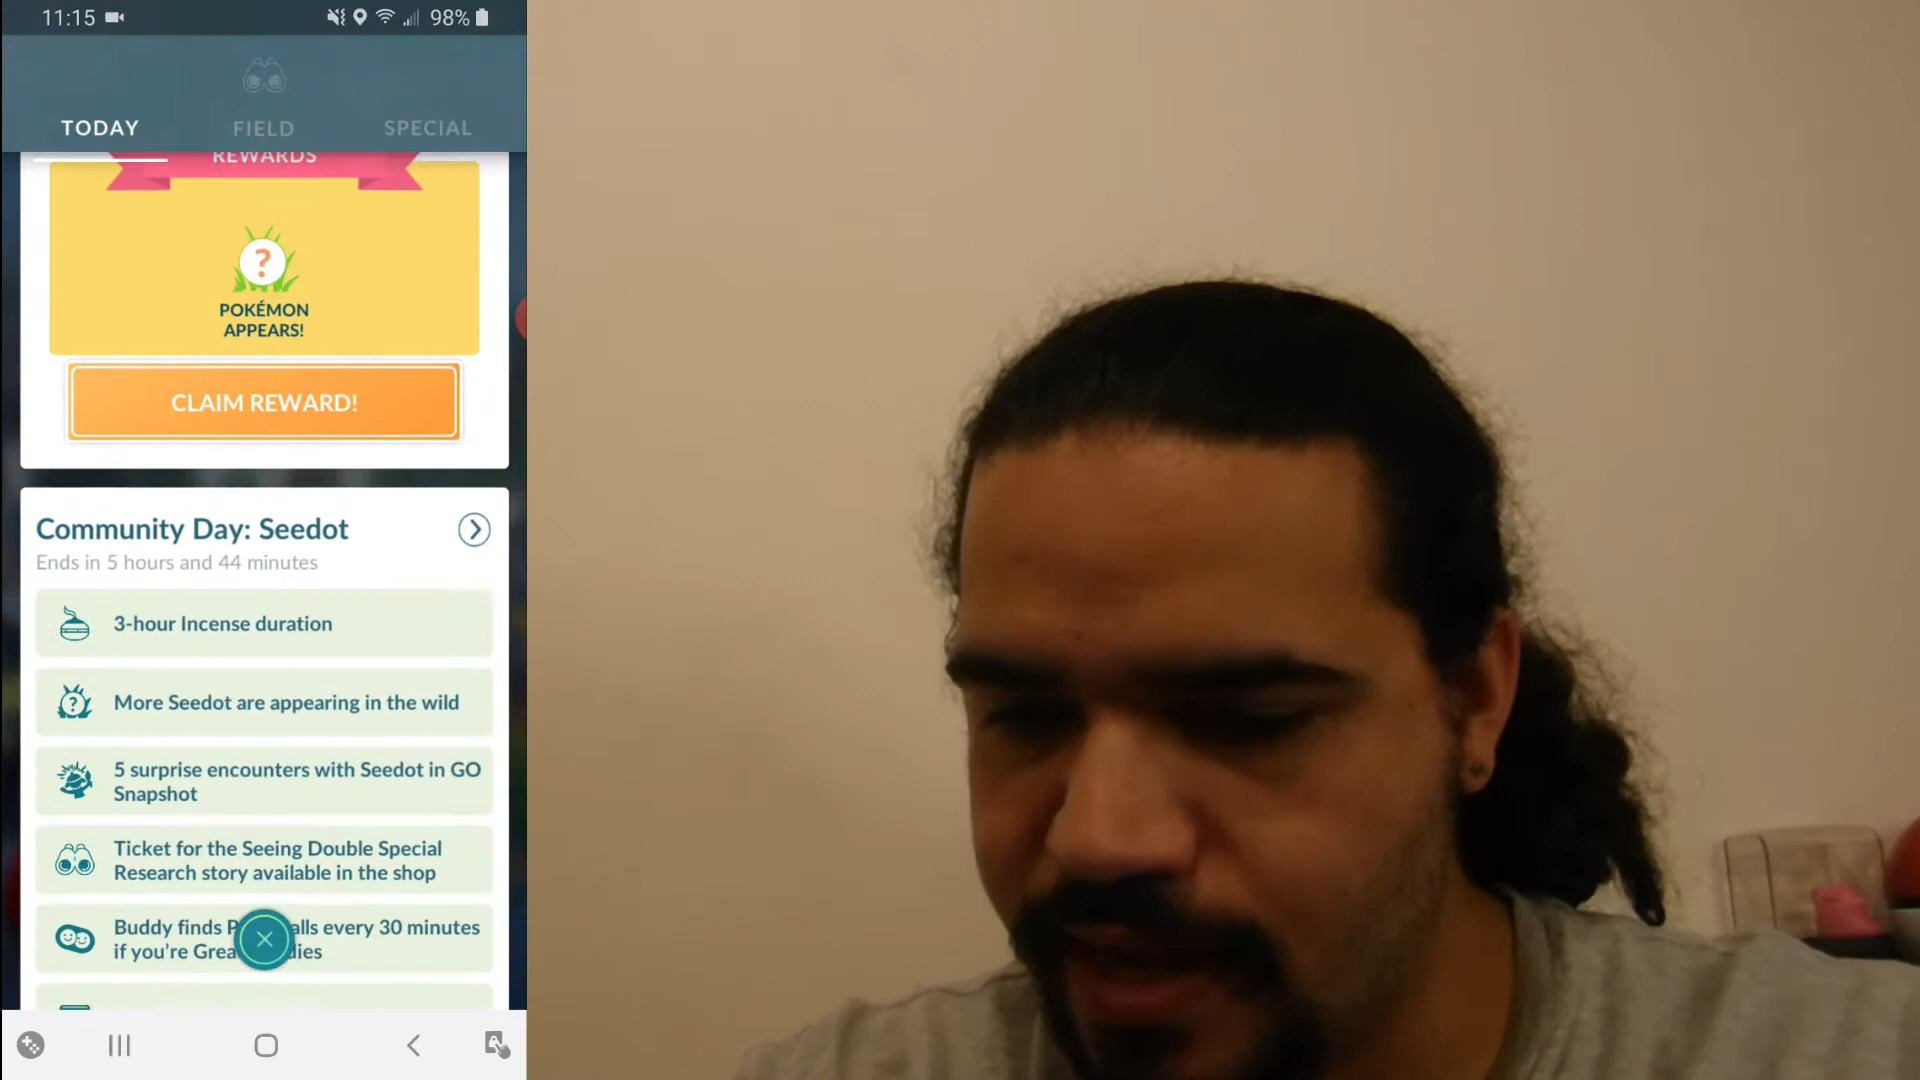 11:15
98%
TODAY
FIELD
SPECIAL
REWARDS
?
POKÉMON
APPEARS!
CLAIM REWARD!
Community Day: Seedot
Ends in 5 hours and 44 minutes
3-hour Incense duration
More Seedot are appearing in the wild
5 surprise encounters with Seedot in GO
Snapshot
Ticket for the Seeing Double Special
Research story available in the shop
Buddy finds alls every 30 minutes
if you're dies